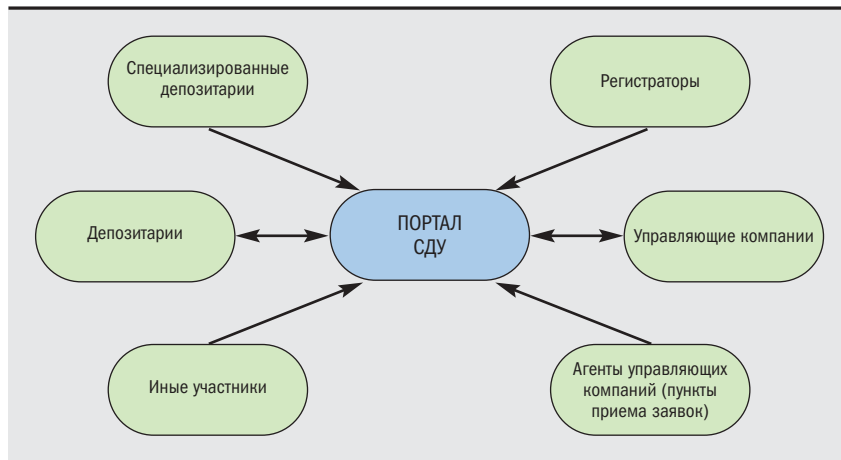 Специализированные
депозитарии
Регистраторы
Депозитарии
ПОРТАЛ
СДУ
Управляющие компании
Иные участники
Агенты управляющих
компаний (пункты
приема заявок)